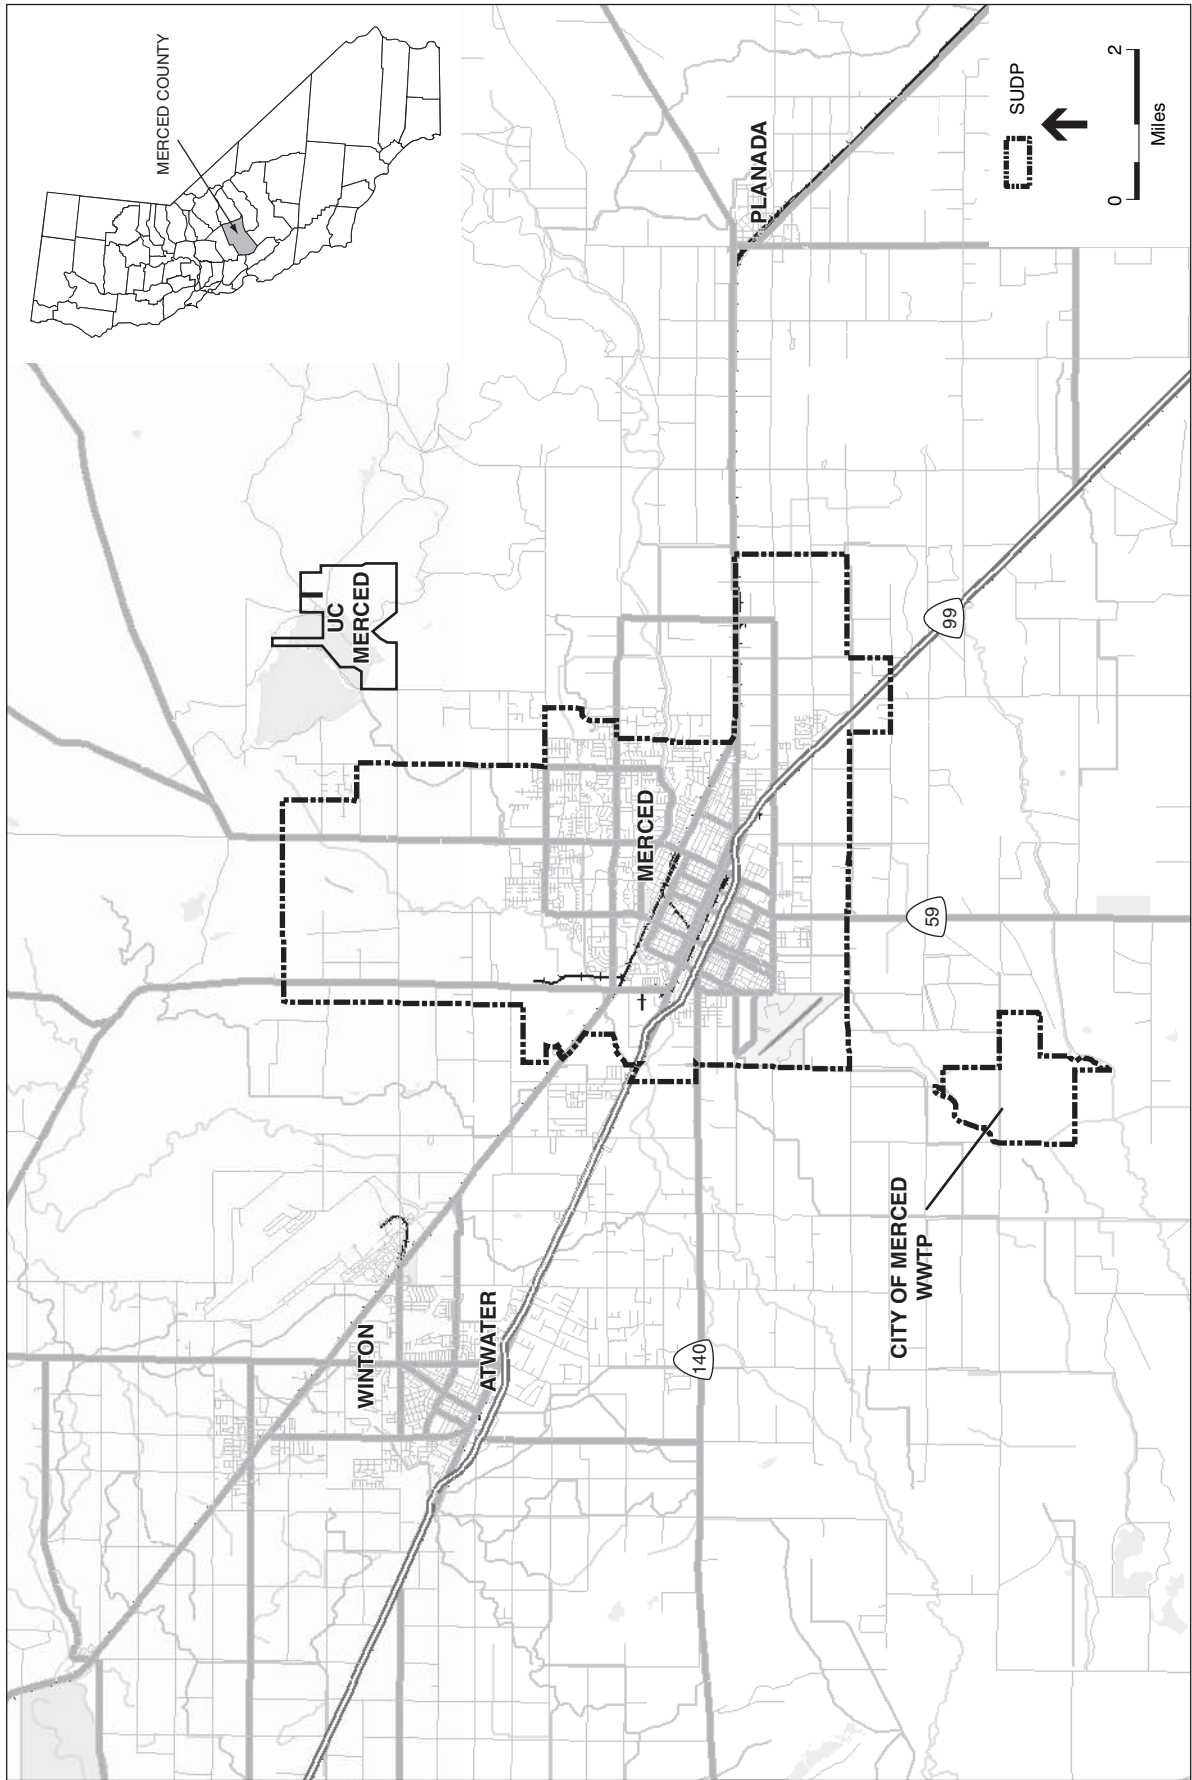 MERCED COUNTY
SUDP
0
2
Miles
PLANADA
UC
MERCED
MERCED
99
59
WINTON
ATWATER
140
CITY OF MERCED
WWTP